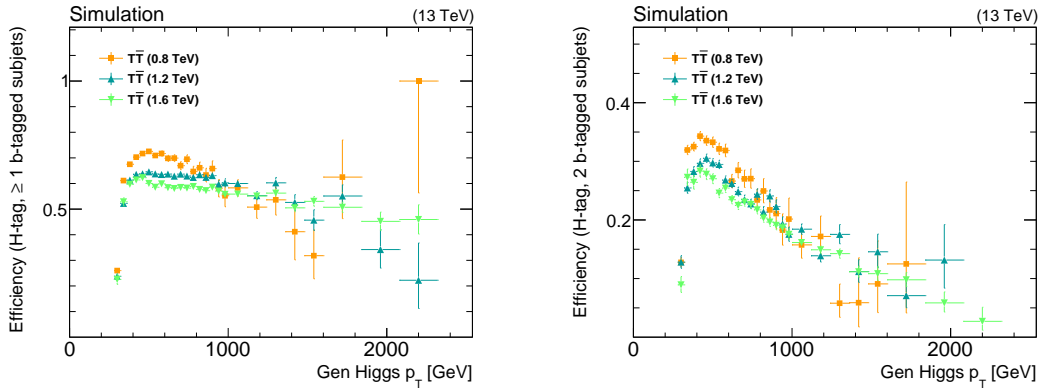 Simulation (13 TeV)
Efficiency (H-tag, ≥ 1 b-tagged subjets)
TT̅ (0.8 TeV)
TT̅ (1.2 TeV)
TT̅ (1.6 TeV)
1
0.5
0 1000 2000
Gen Higgs p_T [GeV]
Simulation (13 TeV)
Efficiency (H-tag, 2 b-tagged subjets)
TT̅ (0.8 TeV)
TT̅ (1.2 TeV)
TT̅ (1.6 TeV)
0.4
0.2
0 1000 2000
Gen Higgs p_T [GeV]